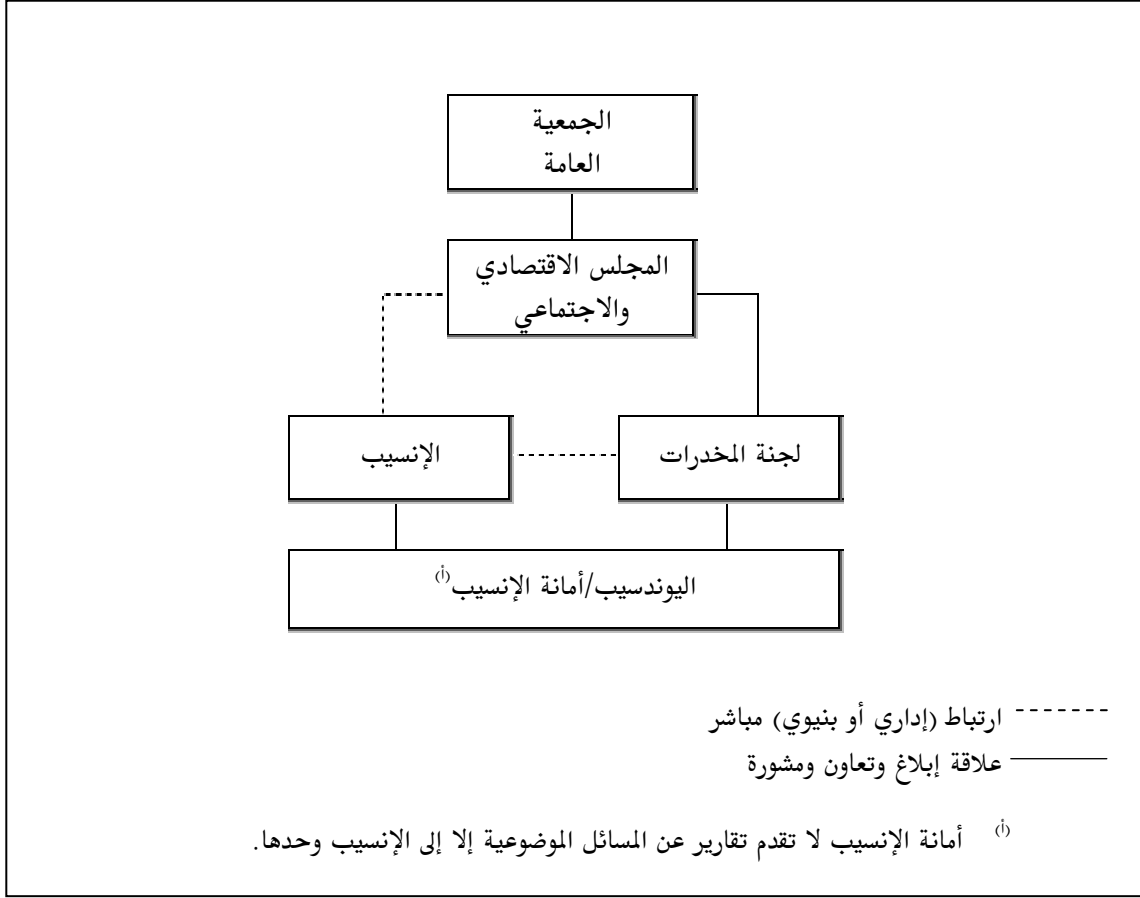 الجمعية
العامة
المجلس الاقتصادي
والاجتماعي
الإنسيب
لجنة المخدرات
اليوندسيب/أمانة الإنسيب(أ)
ارتباط (إداري أو بنيوي) مباشر
علاقة إبلاغ وتعاون ومشورة
(أ) أمانة الإنسيب لا تقدم تقارير عن المسائل الموضوعية إلا إلى الإنسيب وحدها.